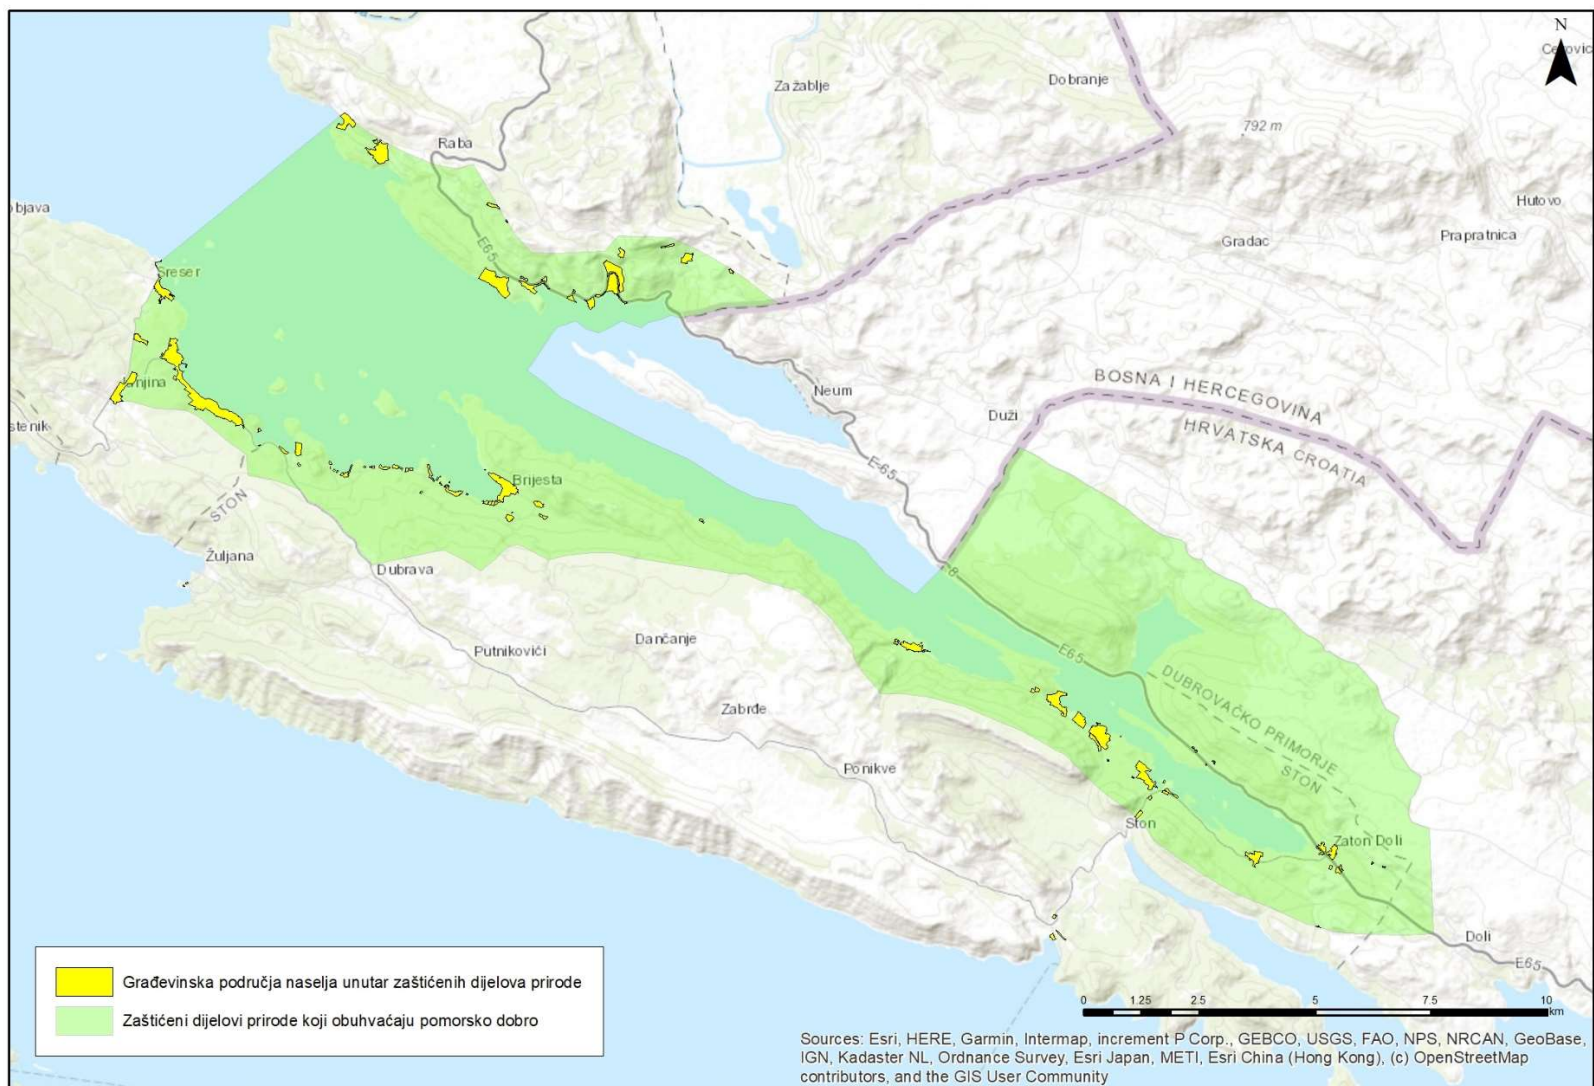 N
Zažablje
Dobranje
792 m
Raba
Hutovo
objava
Gradac
Prapratnica
E65
Sreser
BOSNA I HERCEGOVINA
Neum
Duži
HRVATSKA CROATIA
E-65
Brijesta
STON
Žuljana
Dubrava
Dančanje
Putnikovići
E65
DUBROVAČKO PRIMORJE
STON
Zabrđe
Ponikve
Ston
Zaton Doli
Doli
E65
Građevinska područja naselja unutar zaštićenih dijelova prirode
Zaštićeni dijelovi prirode koji obuhvaćaju pomorsko dobro
0 1.25 2.5 5 7.5 10
km
Sources: Esri, HERE, Garmin, Intermap, increment P Corp., GEBCO, USGS, FAO, NPS, NRCAN, GeoBase,
IGN, Kadaster NL, Ordnance Survey, Esri Japan, METI, Esri China (Hong Kong), (c) OpenStreetMap
contributors, and the GIS User Community